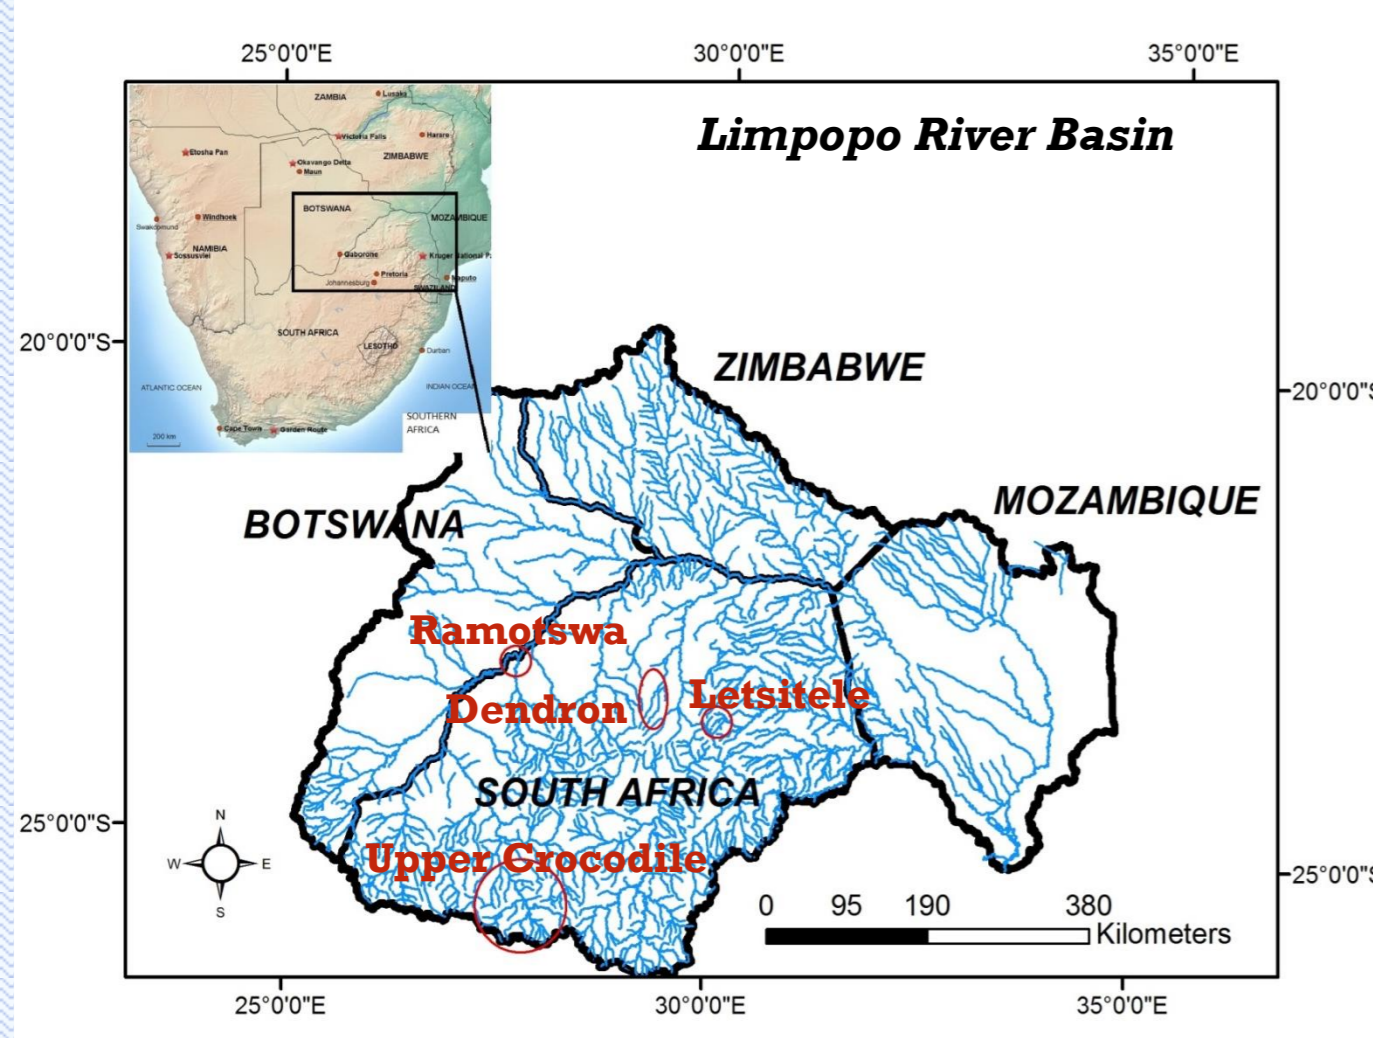 25°0'0"E 30°0'0"E 35°0'0"E
Limpopo River Basin
ZAMBIA
Lusaka
Victoria Falls
Harare
Etosha Pan
ZIMBABWE
Okavango Delta
Maun
BOTSWANA
Windhoek
MOZAMBIQUE
Swakopmund
NAMIBIA
Sossusvlei
Gaborone
Kruger National Pa
Pretoria
Johannesburg
Maputo
SWAZILAND
SOUTH AFRICA
LESOTHO
Durban
ATLANTIC OCEAN
INDIAN OCEAN
SOUTHERN
AFRICA
Cape Town
Garden Route
200 km
20°0'0"S
ZIMBABWE
20°0'0"S
MOZAMBIQUE
BOTSWANA
Ramotswa
Letsitele
Dendron
SOUTH AFRICA
25°0'0"S
N
W E
S
Upper Crocodile
25°0'0"S
0 95 190 380
Kilometers
25°0'0"E 30°0'0"E 35°0'0"E